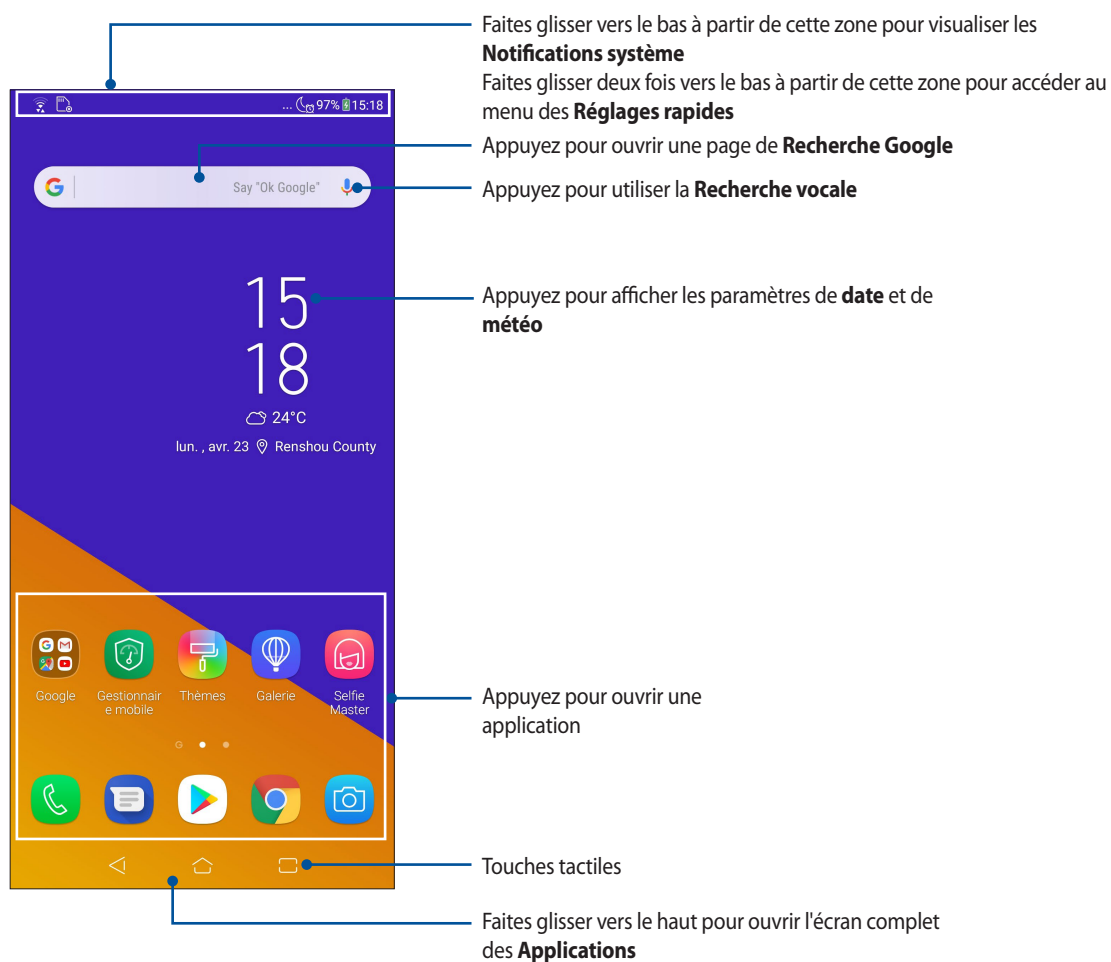 Faites glisser vers le bas à partir de cette zone pour visualiser les
Notifications système
Faites glisser deux fois vers le bas à partir de cette zone pour accéder au
menu des Réglages rapides
... 97% 15:18
Appuyez pour ouvrir une page de Recherche Google
Say "Ok Google"
Appuyez pour utiliser la Recherche vocale
15
18
Appuyez pour afficher les paramètres de date et de
météo
24°C
lun. , avr. 23 Renshou County
Google
Gestionnair
e mobile
Thèmes
Galerie
Selfie
Master
Appuyez pour ouvrir une
application
G
Touches tactiles
Faites glisser vers le haut pour ouvrir l'écran complet
des Applications